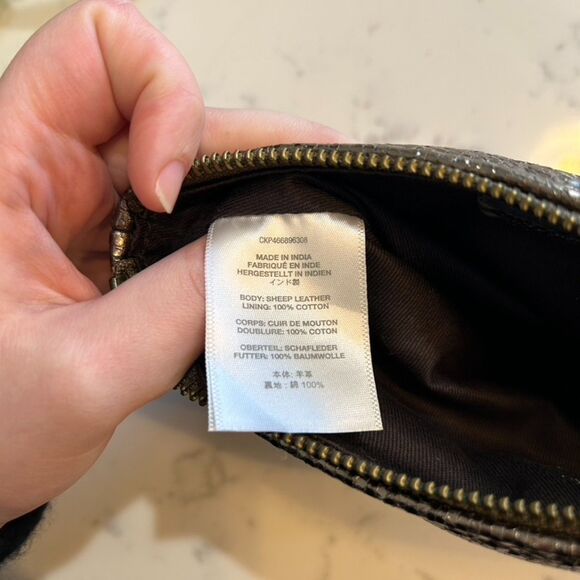 CKP466896308
MADE IN INDIA
FABRIQUÉ EN INDE
HERGESTELLT IN INDIEN
インド製
BODY: SHEEP LEATHER
LINING: 100% COTTON
CORPS: CUIR DE MOUTON
DOUBLURE: 100% COTON
OBERTEIL: SCHAFLEDER
FUTTER: 100% BAUMWOLLE
本体: 羊革
裏地: 綿 100%